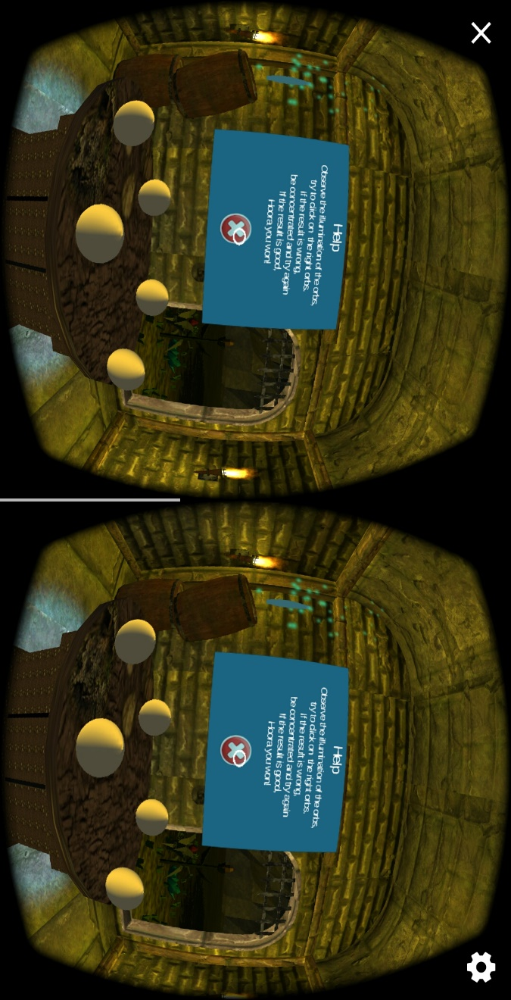 Help
Observe the illumination of the orbs,
try to click on the right orbs.
if the result is wrong,
be concentrated and try again
If the result is good,
Hoora you won!
Help
Observe the illumination of the orbs,
try to click on the right orbs.
if the result is wrong,
be concentrated and try again
If the result is good,
Hoora you won!